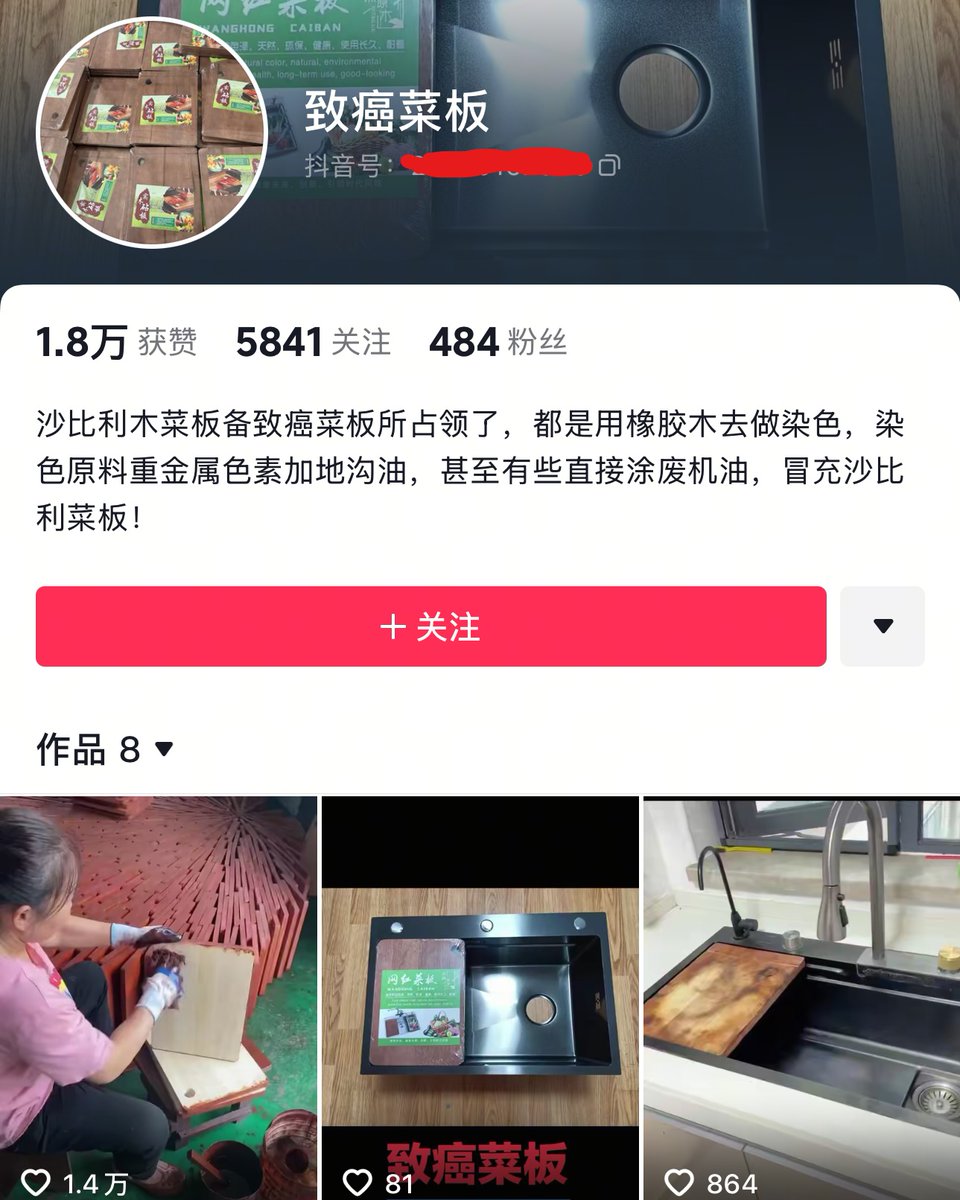 网红菜板
WANGHONG CAIBAN
天然, 环保, 健康, 使用长久, 耐看
ral color, natural, environmental
ealth, long-term use, good-looking
致癌菜板
抖音号：
1.8万 获赞 5841 关注 484 粉丝
沙比利木菜板备致癌菜板所占领了，都是用橡胶木去做染色，染
色原料重金属色素加地沟油，甚至有些直接涂废机油，冒充沙比
利菜板！
＋ 关注
作品 8
网红菜板
WANGHONG CAIBAN
致癌菜板
1.4万
81
864